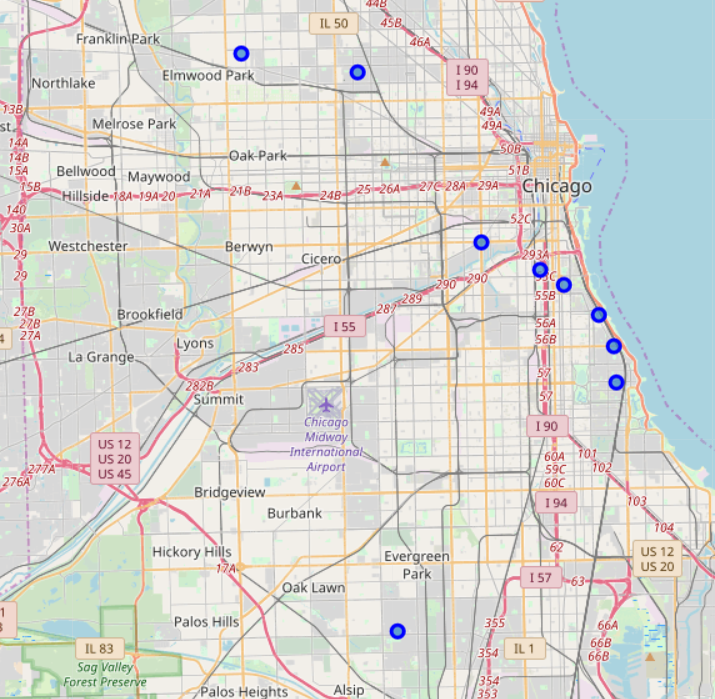 44B
IL 50
45B
Franklin Park
46A
Elmwood Park
I 90
I 94
Northlake
13B
49A
Melrose Park
49A
14A
50B
14B
Oak Park
15A
Bellwood
Maywood
51B
15B
Hillside
18A
19A
20
21A
21B
23A
24B
25
26A
27C
28A
29A
Chicago
140
52C
30A
Westchester
Berwyn
29
Cicero
293A
29
290
290
55B
289
27B
Brookfield
287
27B
I 55
56A
27A
56B
La Grange
Lyons
285
283
57
282B
Summit
57
Chicago
Midway
International
Airport
I 90
US 12
US 20
US 45
101
60A
277A
59C
102
276A
60C
Bridgeview
I 94
103
Burbank
104
62
Hickory Hills
Evergreen
Park
US 12
US 20
17A
I 57
63
Oak Lawn
Palos Hills
355
66A
66B
IL 83
354
IL 1
66B
Sag Valley
Forest Preserve
354
Palos Heights
Alsip
353